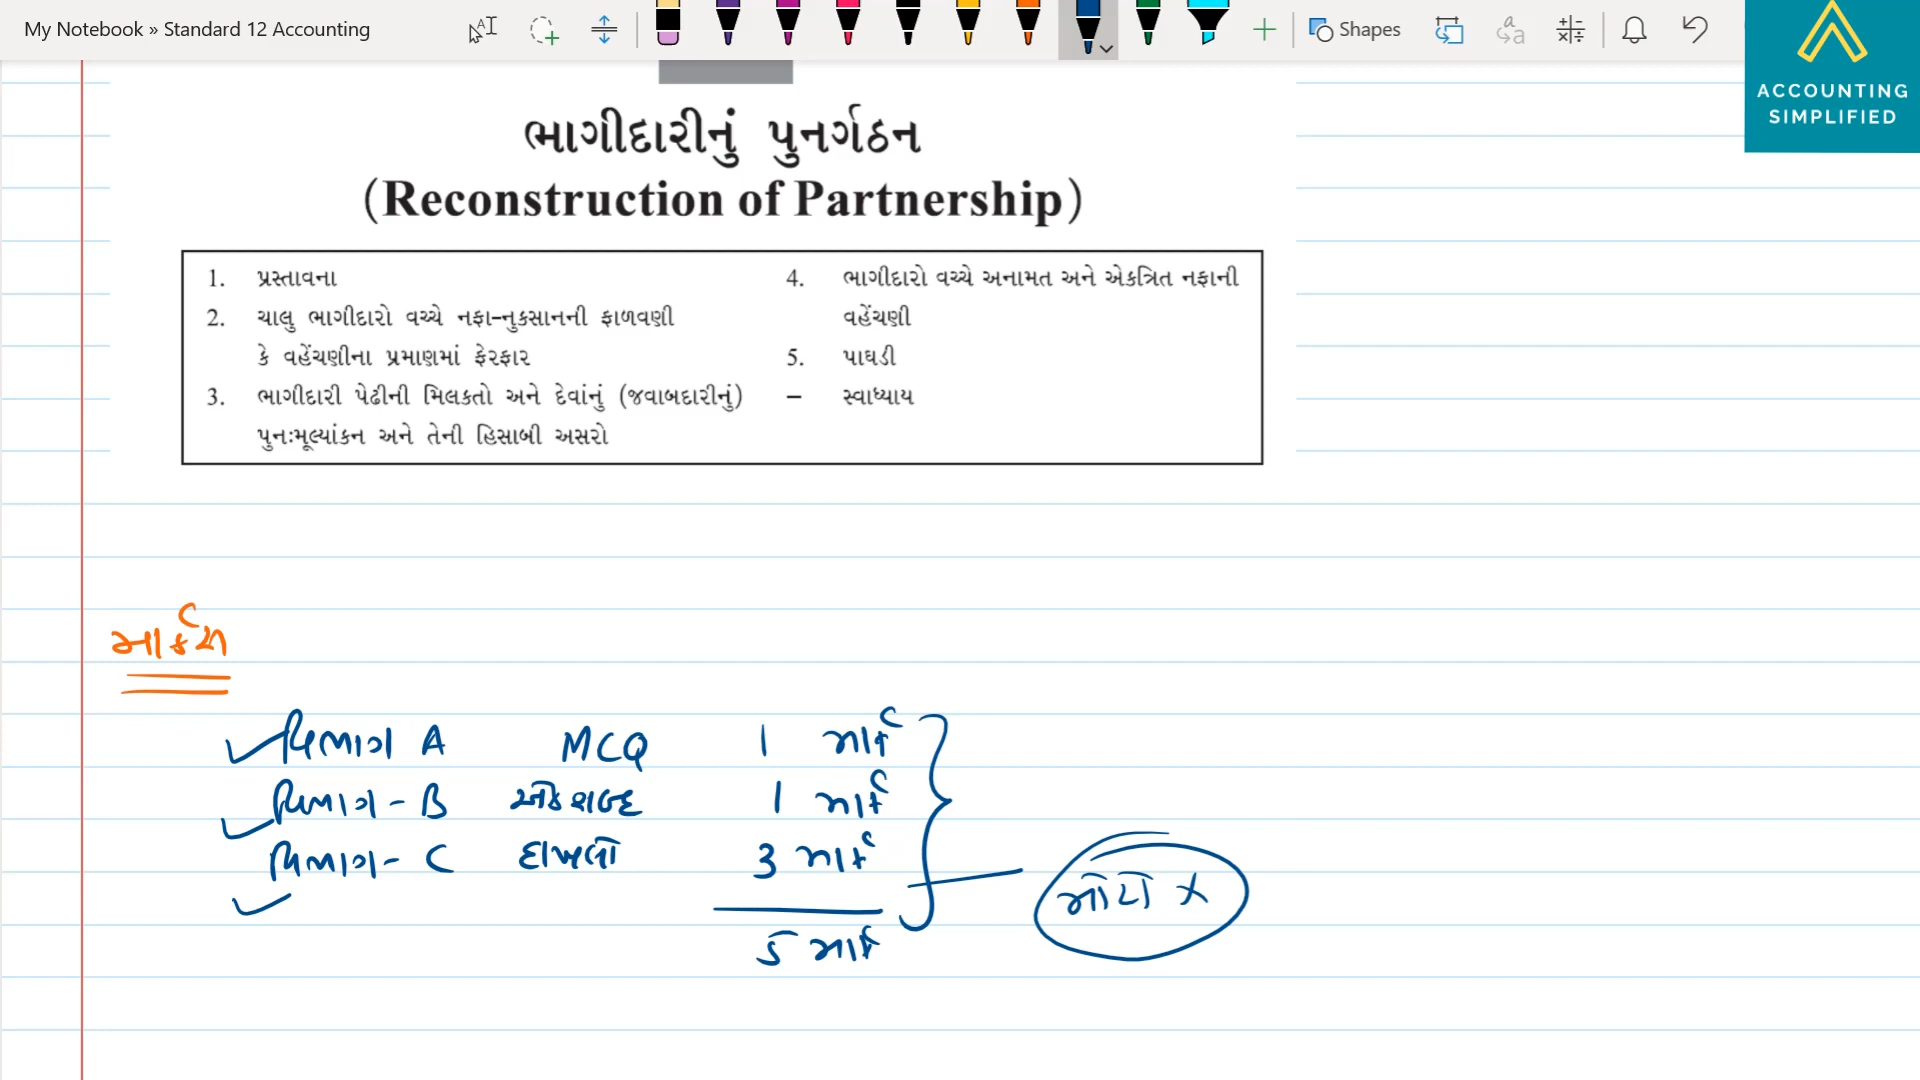 My Notebook » Standard 12 Accounting
Shapes
ACCOUNTING
SIMPLIFIED
ભાગીદારીનું પુનર્ગઠન
(Reconstruction of Partnership)
1. પ્રસ્તાવના
2. ચાલુ ભાગીદારો વચ્ચે નફા-નુકસાનની ફાળવણી
કે વહેંચણીના પ્રમાણમાં ફેરફાર
3. ભાગીદારી પેઢીની મિલકતો અને દેવાંનું (જવાબદારીનું)
પુનઃમૂલ્યાંકન અને તેની હિસાબી અસરો
4. ભાગીદારો વચ્ચે અનામત અને એકત્રિત નફાની
વહેંચણી
5. પાઘડી
– સ્વાધ્યાય
માર્કસ
વિભાગ A MCQ 1 માર્ક
વિભાગ - B એકશબ્દ 1 માર્ક
વિભાગ - C દાખલો 3 માર્ક
5 માર્ક
મોટો X